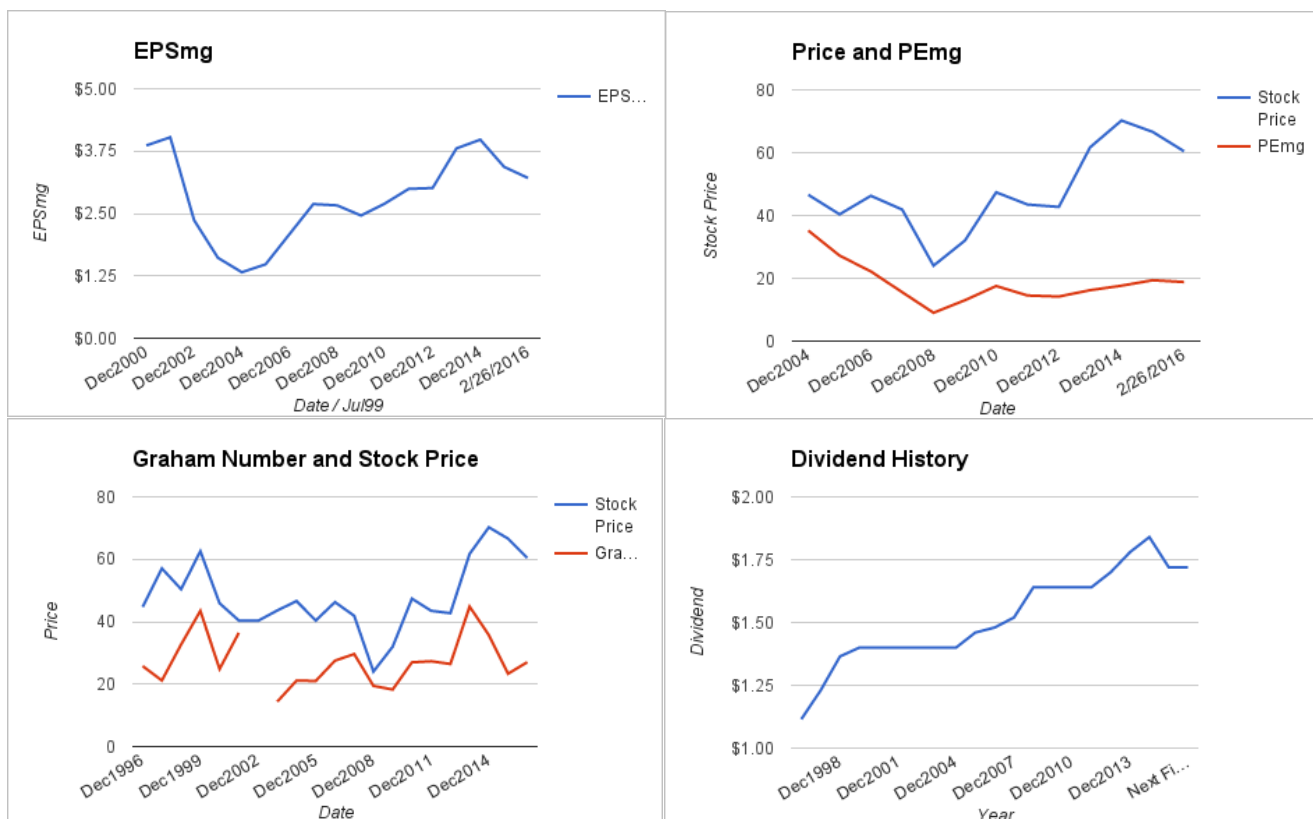 EPSmg
$5.00
$3.75
$2.50
$1.25
$0.00
EPSmg
EPS…
Dec2000
Dec2002
Dec2004
Dec2006
Dec2008
Dec2010
Dec2012
Dec2014
2/26/2016
Date / Jul99
Price and PEmg
80
60
40
20
0
Stock Price
Stock
Price
PEmg
Dec2004
Dec2006
Dec2008
Dec2010
Dec2012
Dec2014
2/26/2016
Date
Graham Number and Stock Price
80
60
40
20
0
Price
Stock
Price
Gra…
Dec1996
Dec1999
Dec2002
Dec2005
Dec2008
Dec2011
Dec2014
Date
Dividend History
$2.00
$1.75
$1.50
$1.25
$1.00
Dividend
Dec1998
Dec2001
Dec2004
Dec2007
Dec2010
Dec2013
Next Fi…
Year